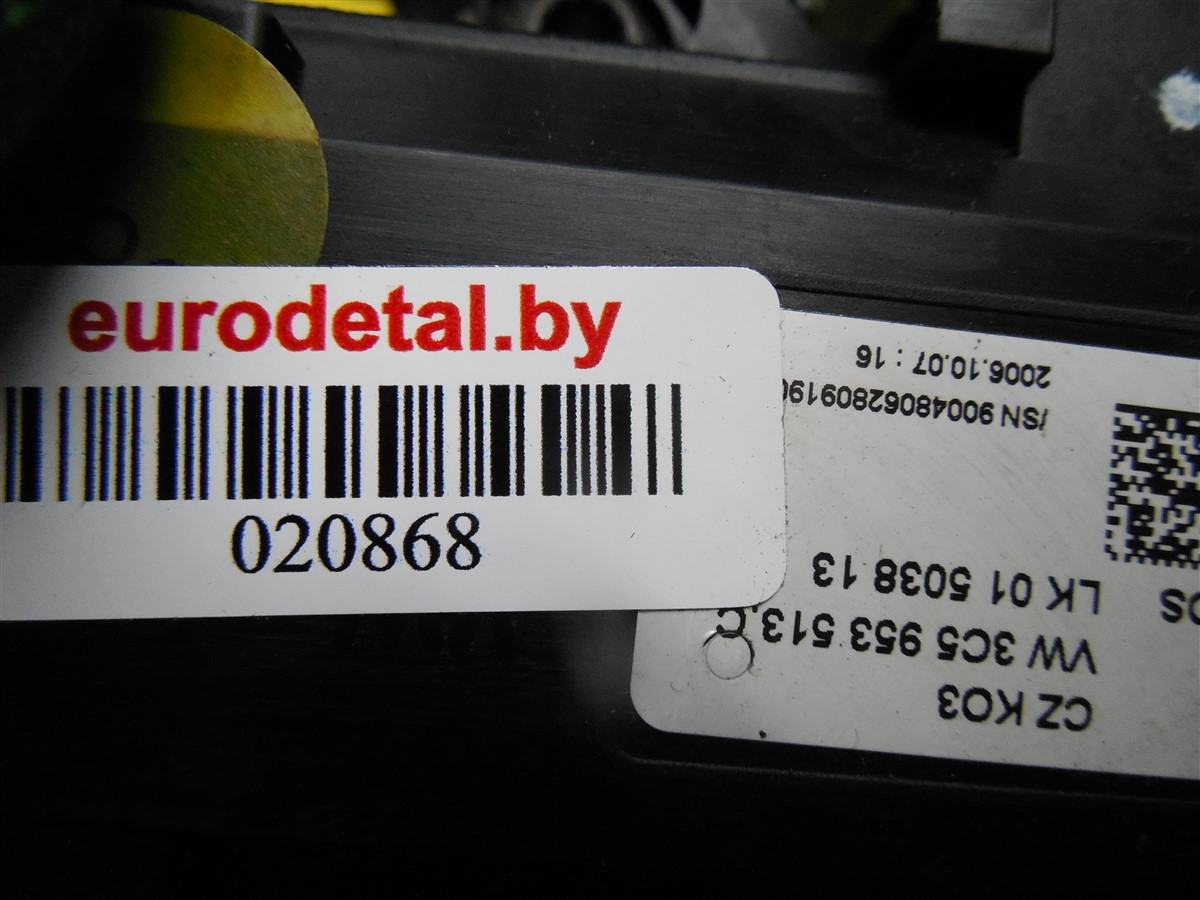 eurodetal.by
020868
CZ KO3
VW 3C5 953 513,C
LK 01 5038 13
/SN 9004806280919
2006.10.07 : 16